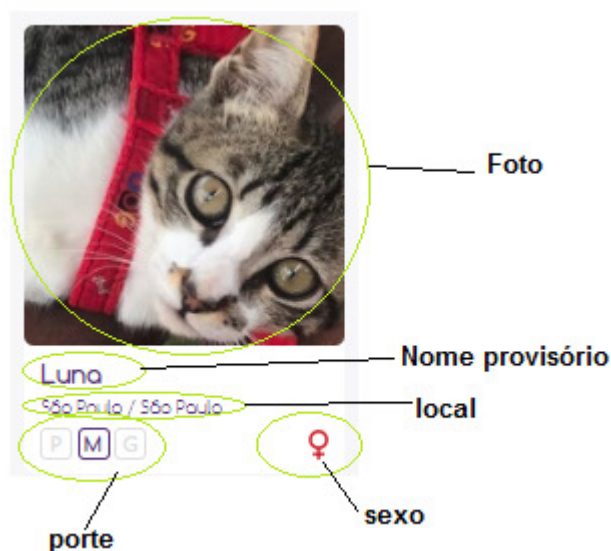 Foto
Luna
Nome provisório
São Paulo / São Paulo
local
P M G
♀
sexo
porte